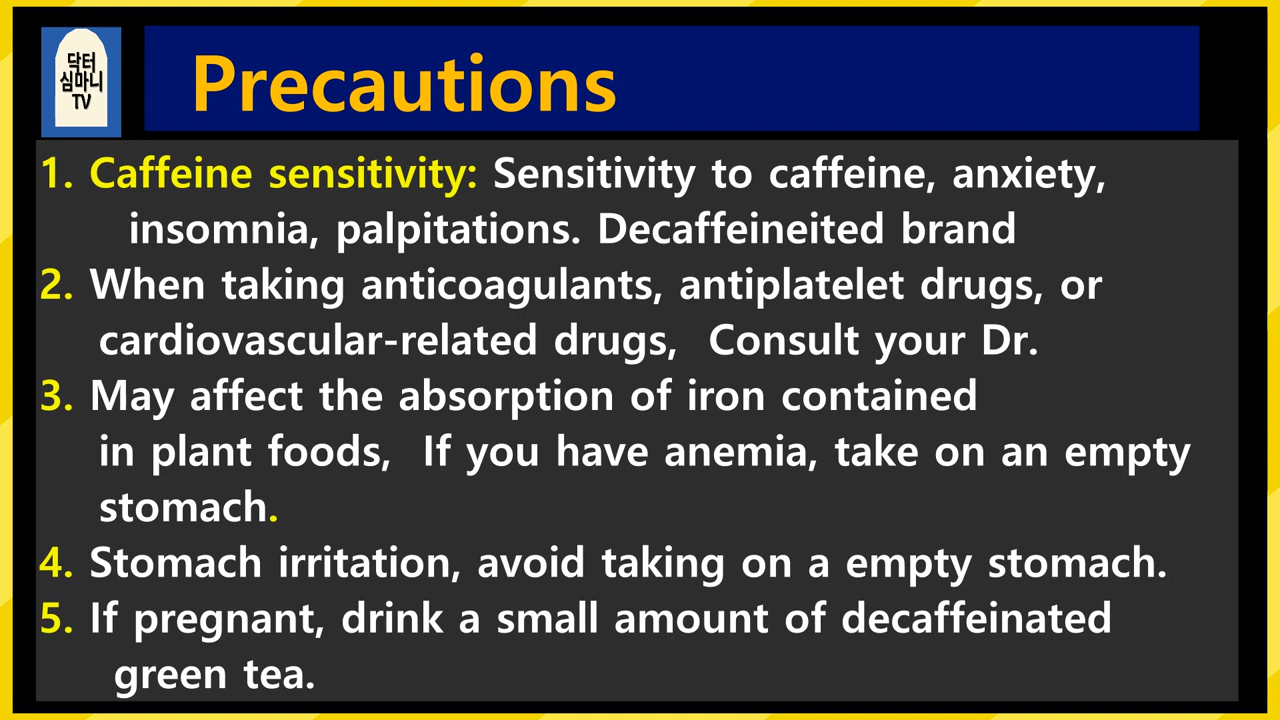 닥터
심마니
TV
Precautions
1. Caffeine sensitivity: Sensitivity to caffeine, anxiety,
insomnia, palpitations. Decaffeineited brand
2. When taking anticoagulants, antiplatelet drugs, or
cardiovascular-related drugs, Consult your Dr.
3. May affect the absorption of iron contained
in plant foods, If you have anemia, take on an empty
stomach.
4. Stomach irritation, avoid taking on a empty stomach.
5. If pregnant, drink a small amount of decaffeinated
green tea.